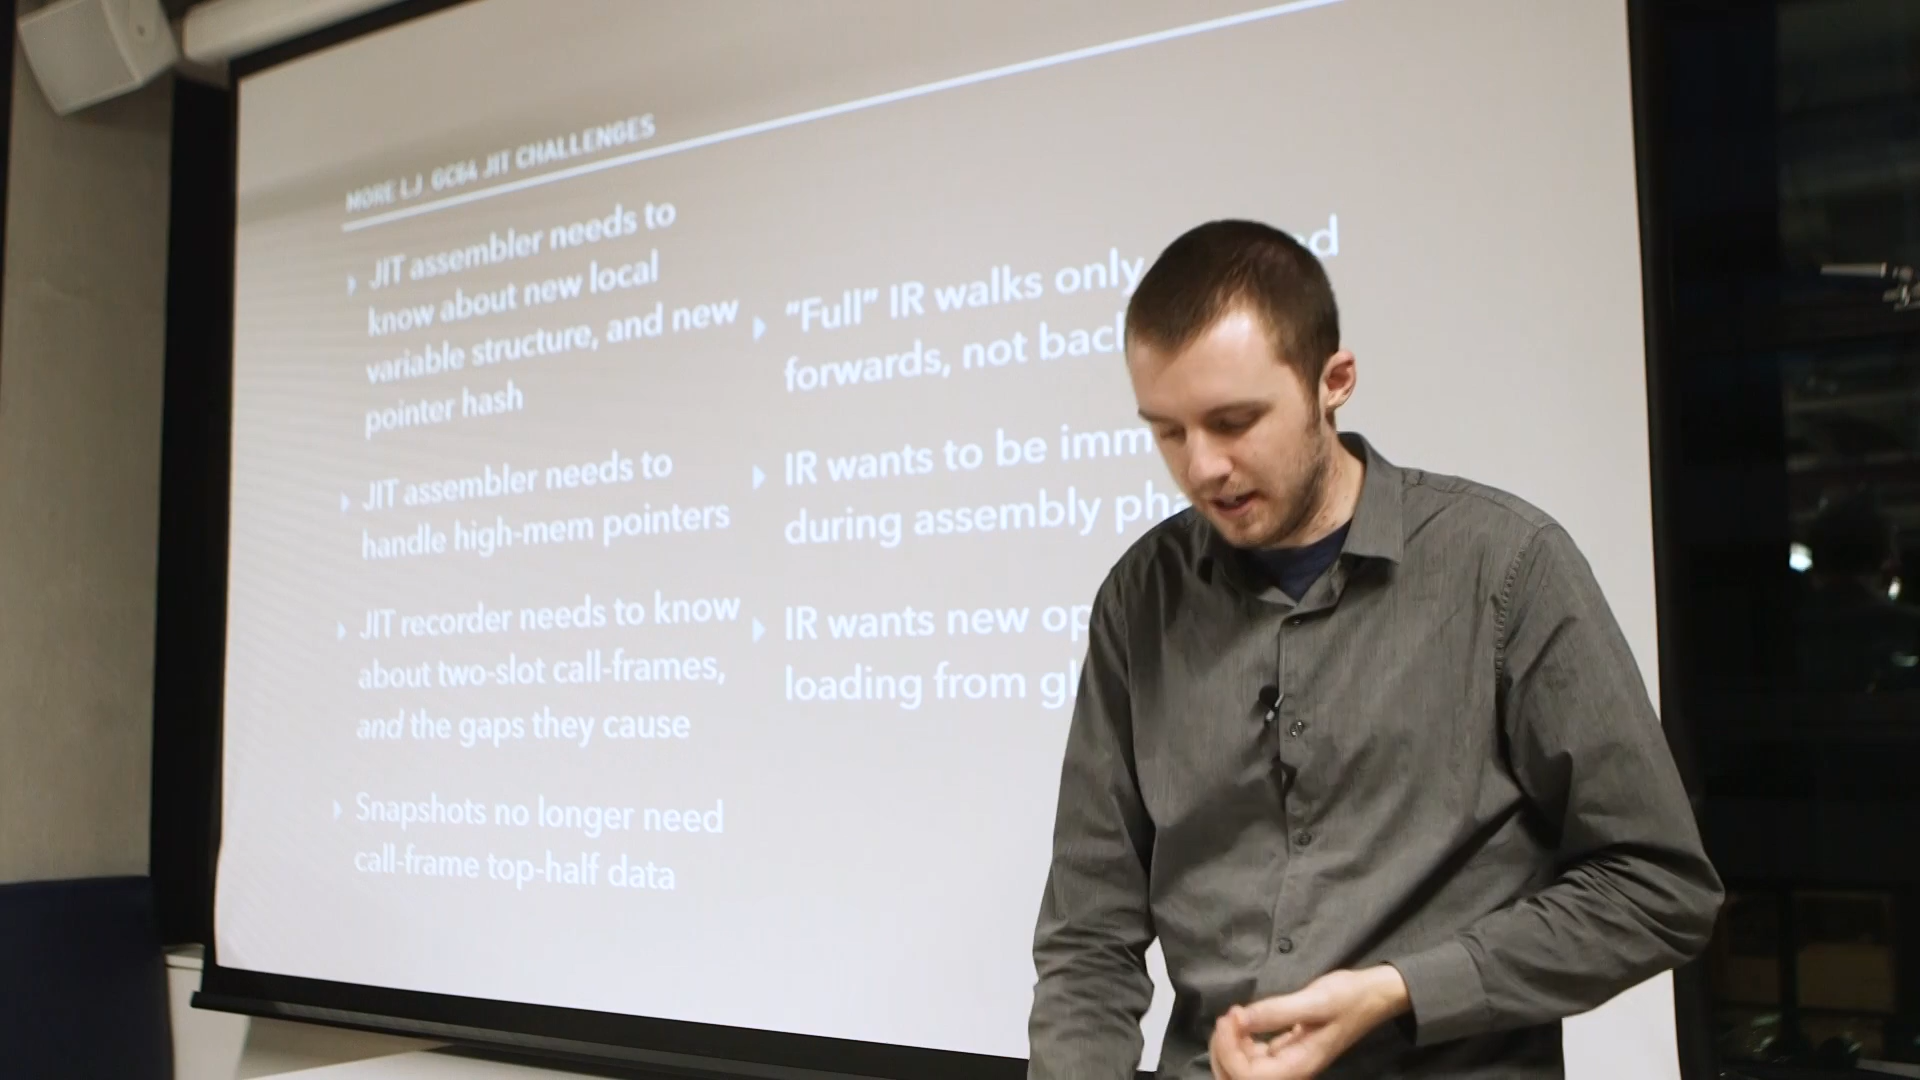 MORE LJ_GC64 JIT CHALLENGES
JIT assembler needs to
know about new local
variable structure, and new
pointer hash
JIT assembler needs to
handle high-mem pointers
JIT recorder needs to know
about two-slot call-frames,
and the gaps they cause
Snapshots no longer need
call-frame top-half data
"Full" IR walks only
forwards, not
IR wants to be
during assembly
IR wants new
loading from